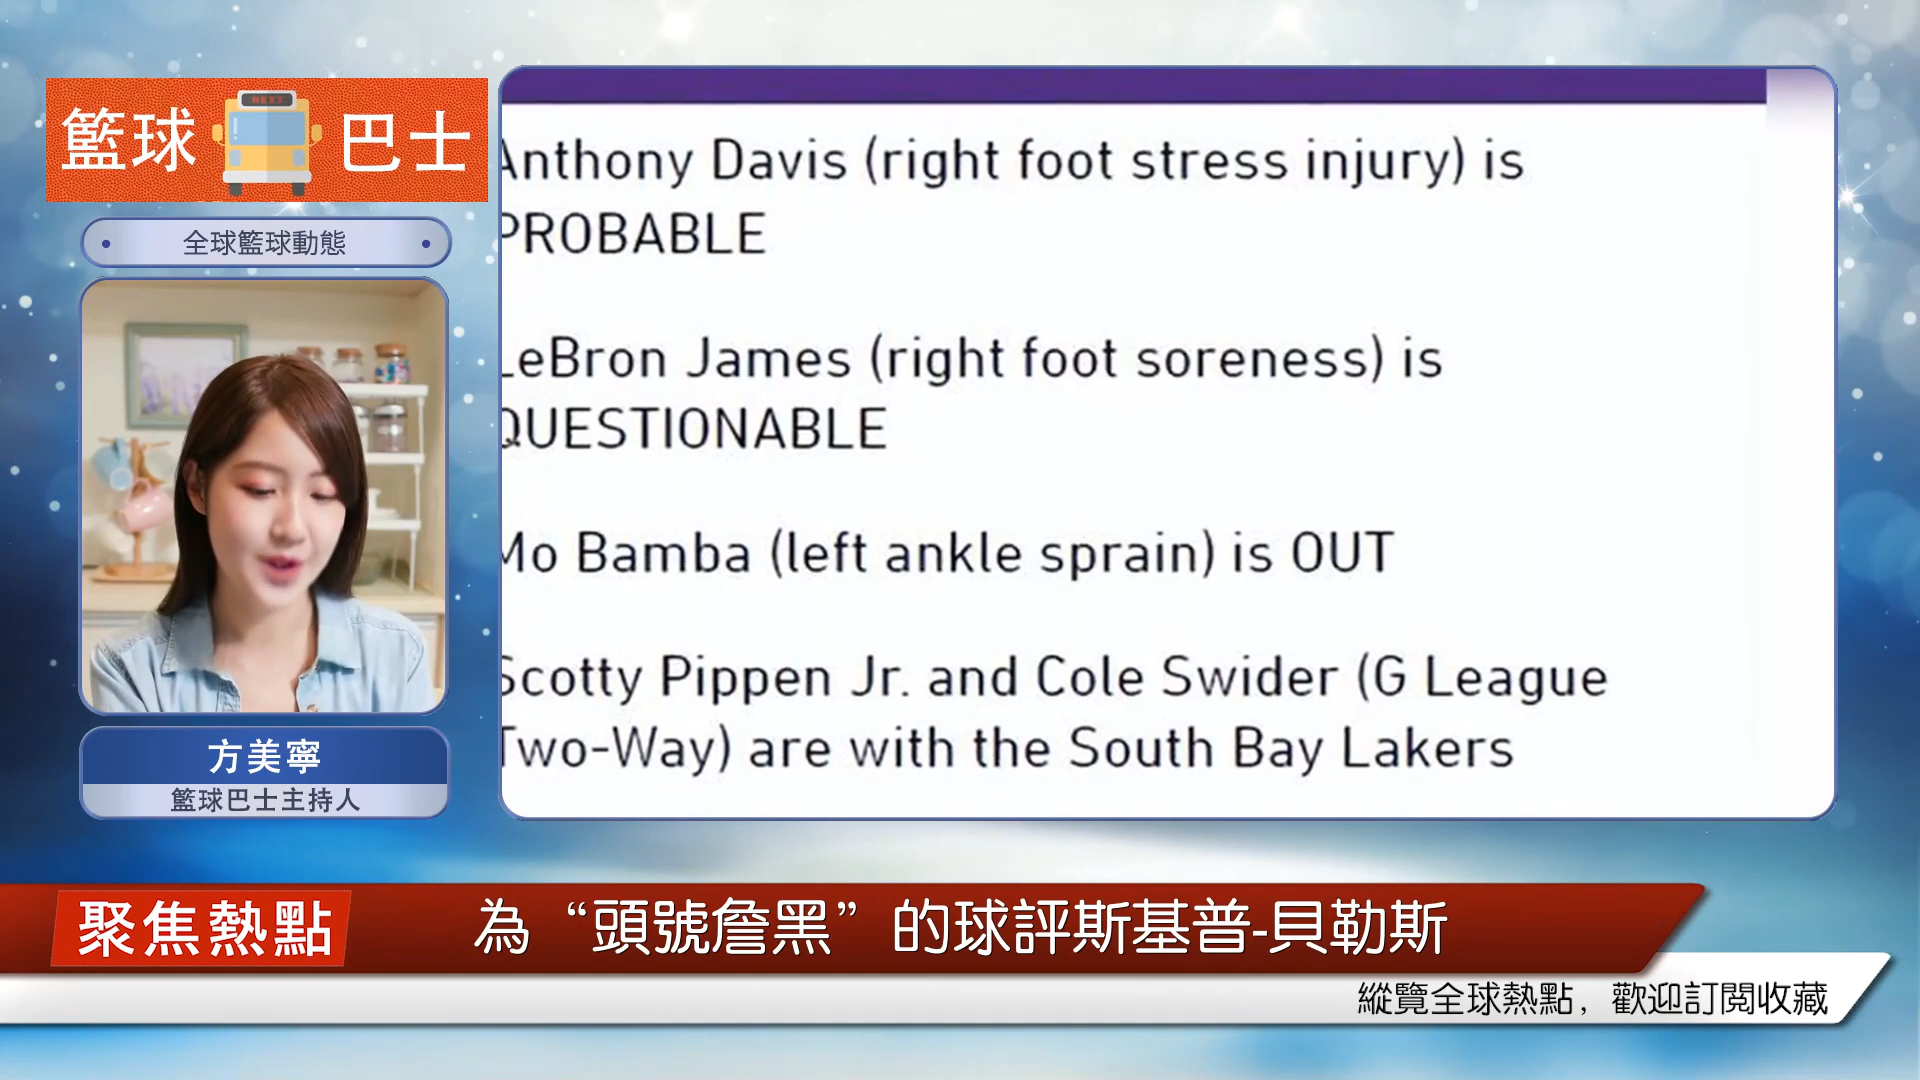 籃球巴士
全球籃球動態
方美寧
籃球巴士主持人
Anthony Davis (right foot stress injury) is
PROBABLE
LeBron James (right foot soreness) is
QUESTIONABLE
Mo Bamba (left ankle sprain) is OUT
Scotty Pippen Jr. and Cole Swider (G League
Two-Way) are with the South Bay Lakers
聚焦熱點
為“頭號詹黑”的球評斯基普-貝勒斯
縱覽全球熱點，歡迎訂閱收藏